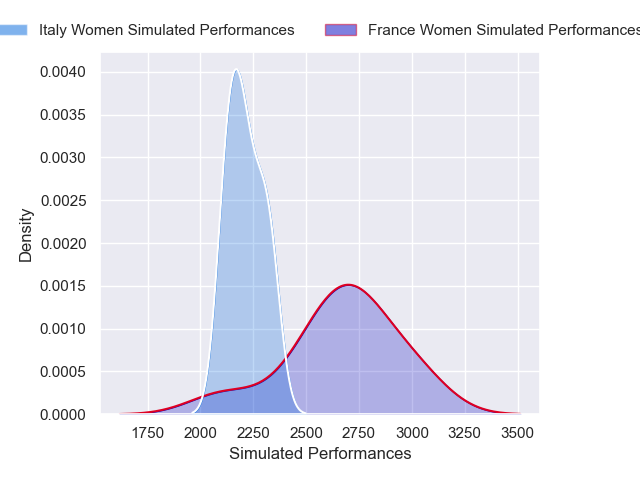 Italy Women Simulated Performances France Women Simulated Performances
0.0040
0.0035
0.0030
0.0025
0.0020
0.0015
0.0010
0.0005
0.0000
Density
1750 2000 2250 2500 2750 3000 3250 3500
Simulated Performances